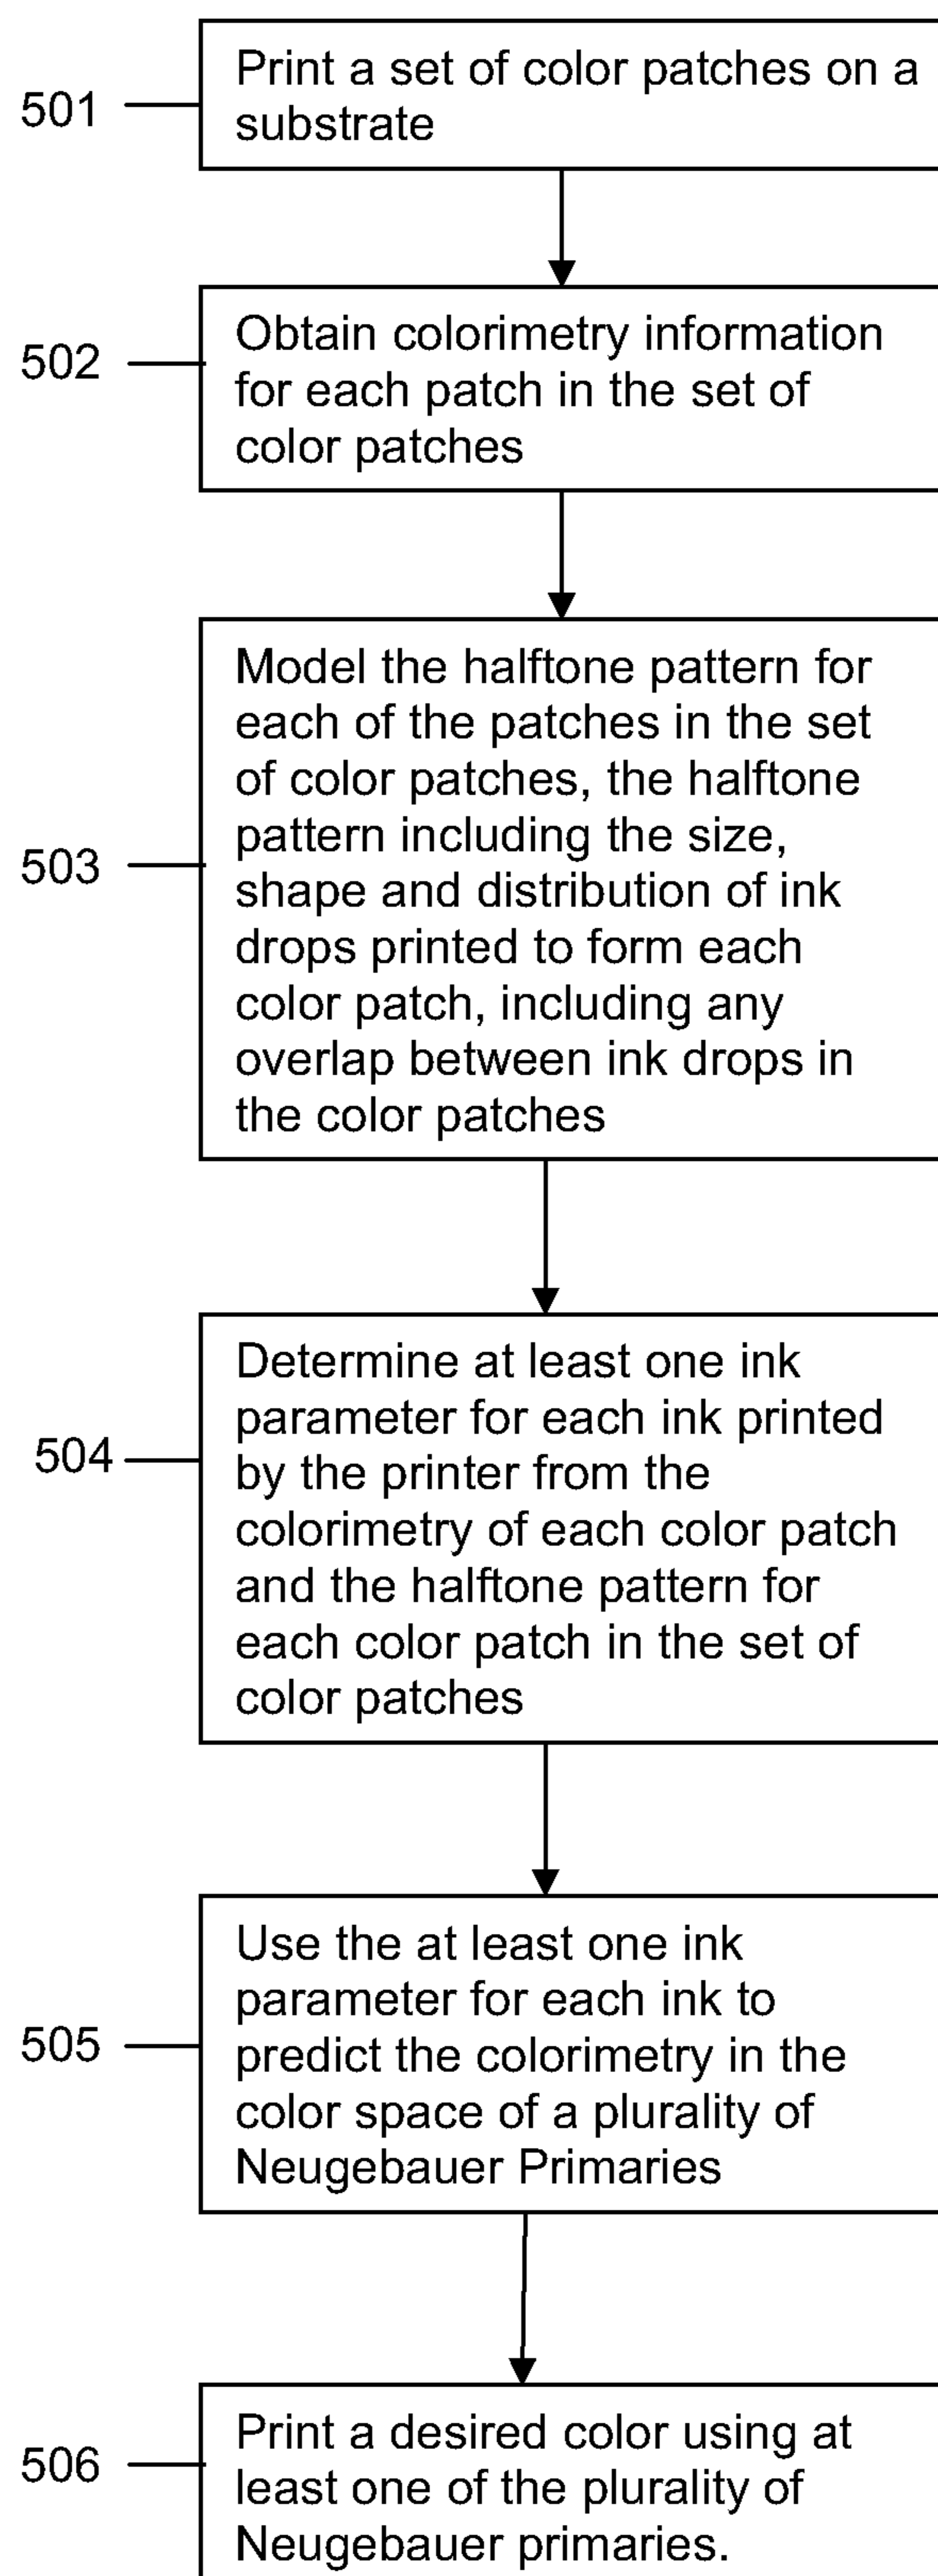 501
Print a set of color patches on a
substrate
502
Obtain colorimetry information
for each patch in the set of
color patches
503
Model the halftone pattern for
each of the patches in the set
of color patches, the halftone
pattern including the size,
shape and distribution of ink
drops printed to form each
color patch, including any
overlap between ink drops in
the color patches
504
Determine at least one ink
parameter for each ink printed
by the printer from the
colorimetry of each color patch
and the halftone pattern for
each color patch in the set of
color patches
505
Use the at least one ink
parameter for each ink to
predict the colorimetry in the
color space of a plurality of
Neugebauer Primaries
506
Print a desired color using at
least one of the plurality of
Neugebauer primaries.